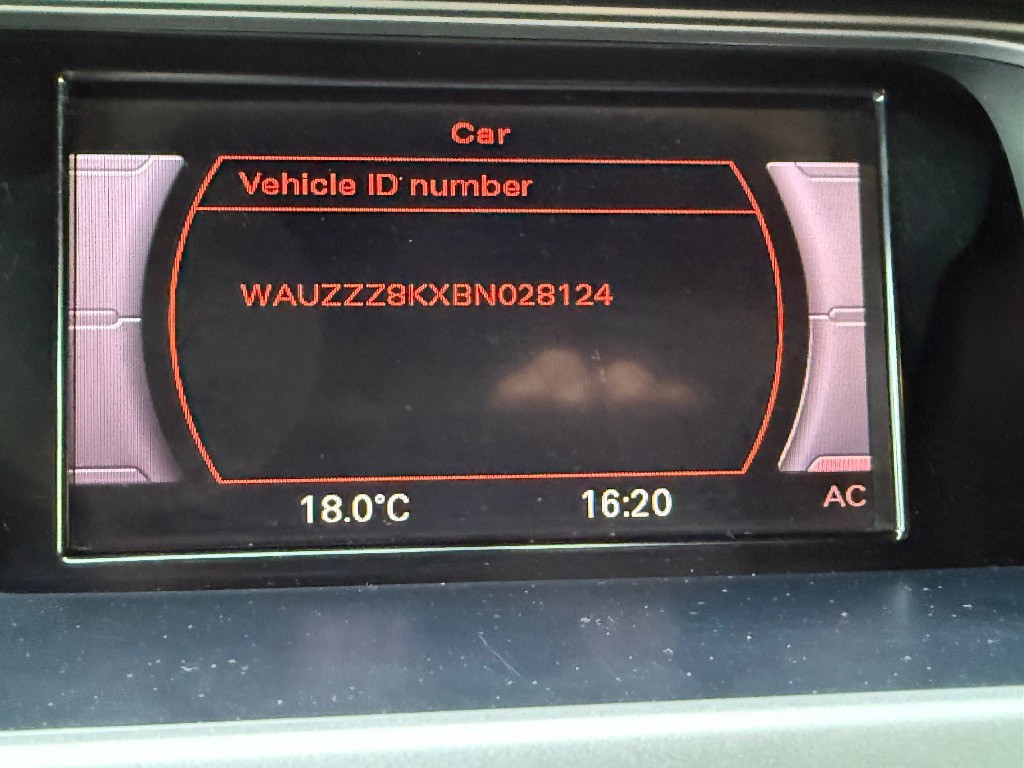 Car
Vehicle ID number
WAUZZZ8KXBN028124
18.0°C 16:20 AC